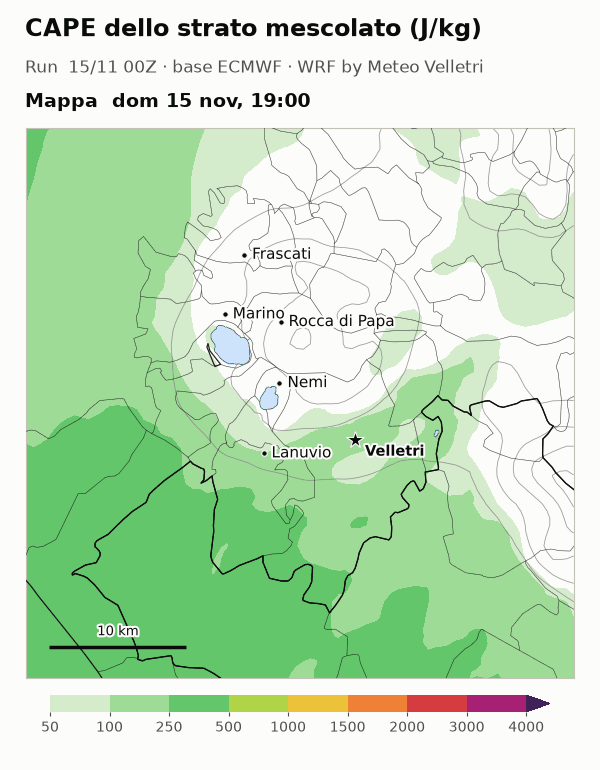 CAPE dello strato mescolato (J/kg)
Run  15/11 00Z · base ECMWF · WRF by Meteo Velletri
Mappa  dom 15 nov, 19:00
Frascati
Marino
Rocca di Papa
Nemi
Velletri
Lanuvio
10 km
50 100 250 500 1000 1500 2000 3000 4000